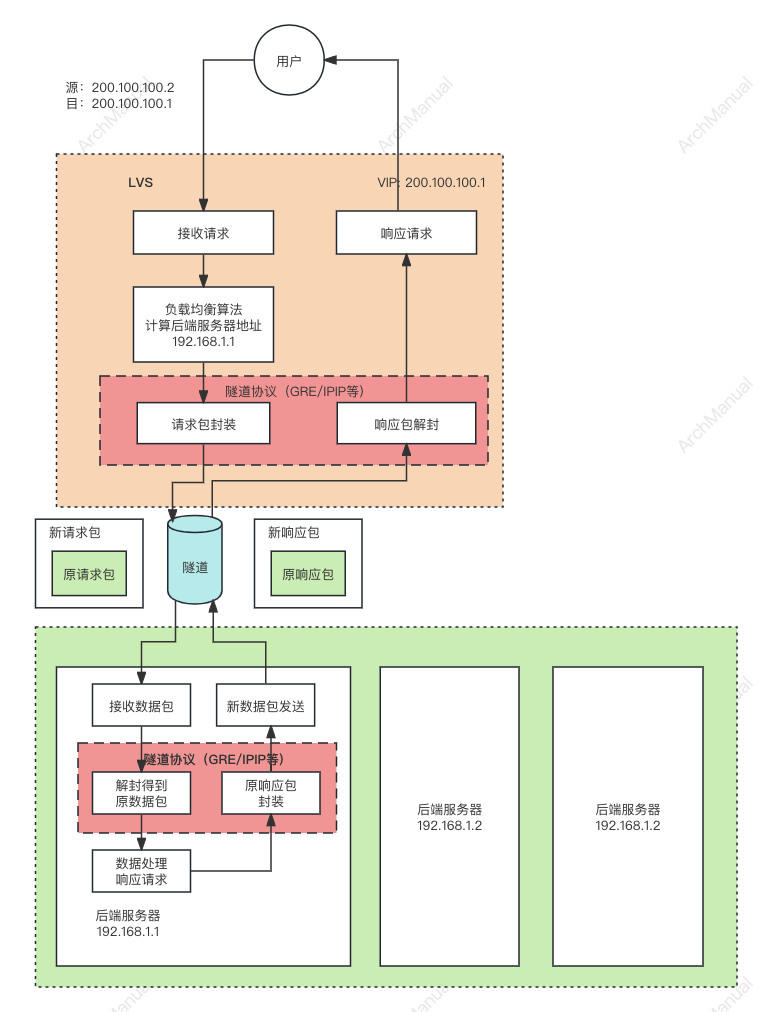 用户
源：200.100.100.2
目：200.100.100.1
LVS
VIP: 200.100.100.1
接收请求
响应请求
负载均衡算法
计算后端服务器地址
192.168.1.1
隧道协议（GRE/IPIP等）
请求包封装
响应包解封
新请求包
原请求包
隧道
新响应包
原响应包
接收数据包
新数据包发送
隧道协议（GRE/IPIP等）
解封得到
原数据包
原响应包
封装
数据处理
响应请求
后端服务器
192.168.1.1
后端服务器
192.168.1.2
后端服务器
192.168.1.2
ArchManual
ArchManual
ArchManual
ArchManual